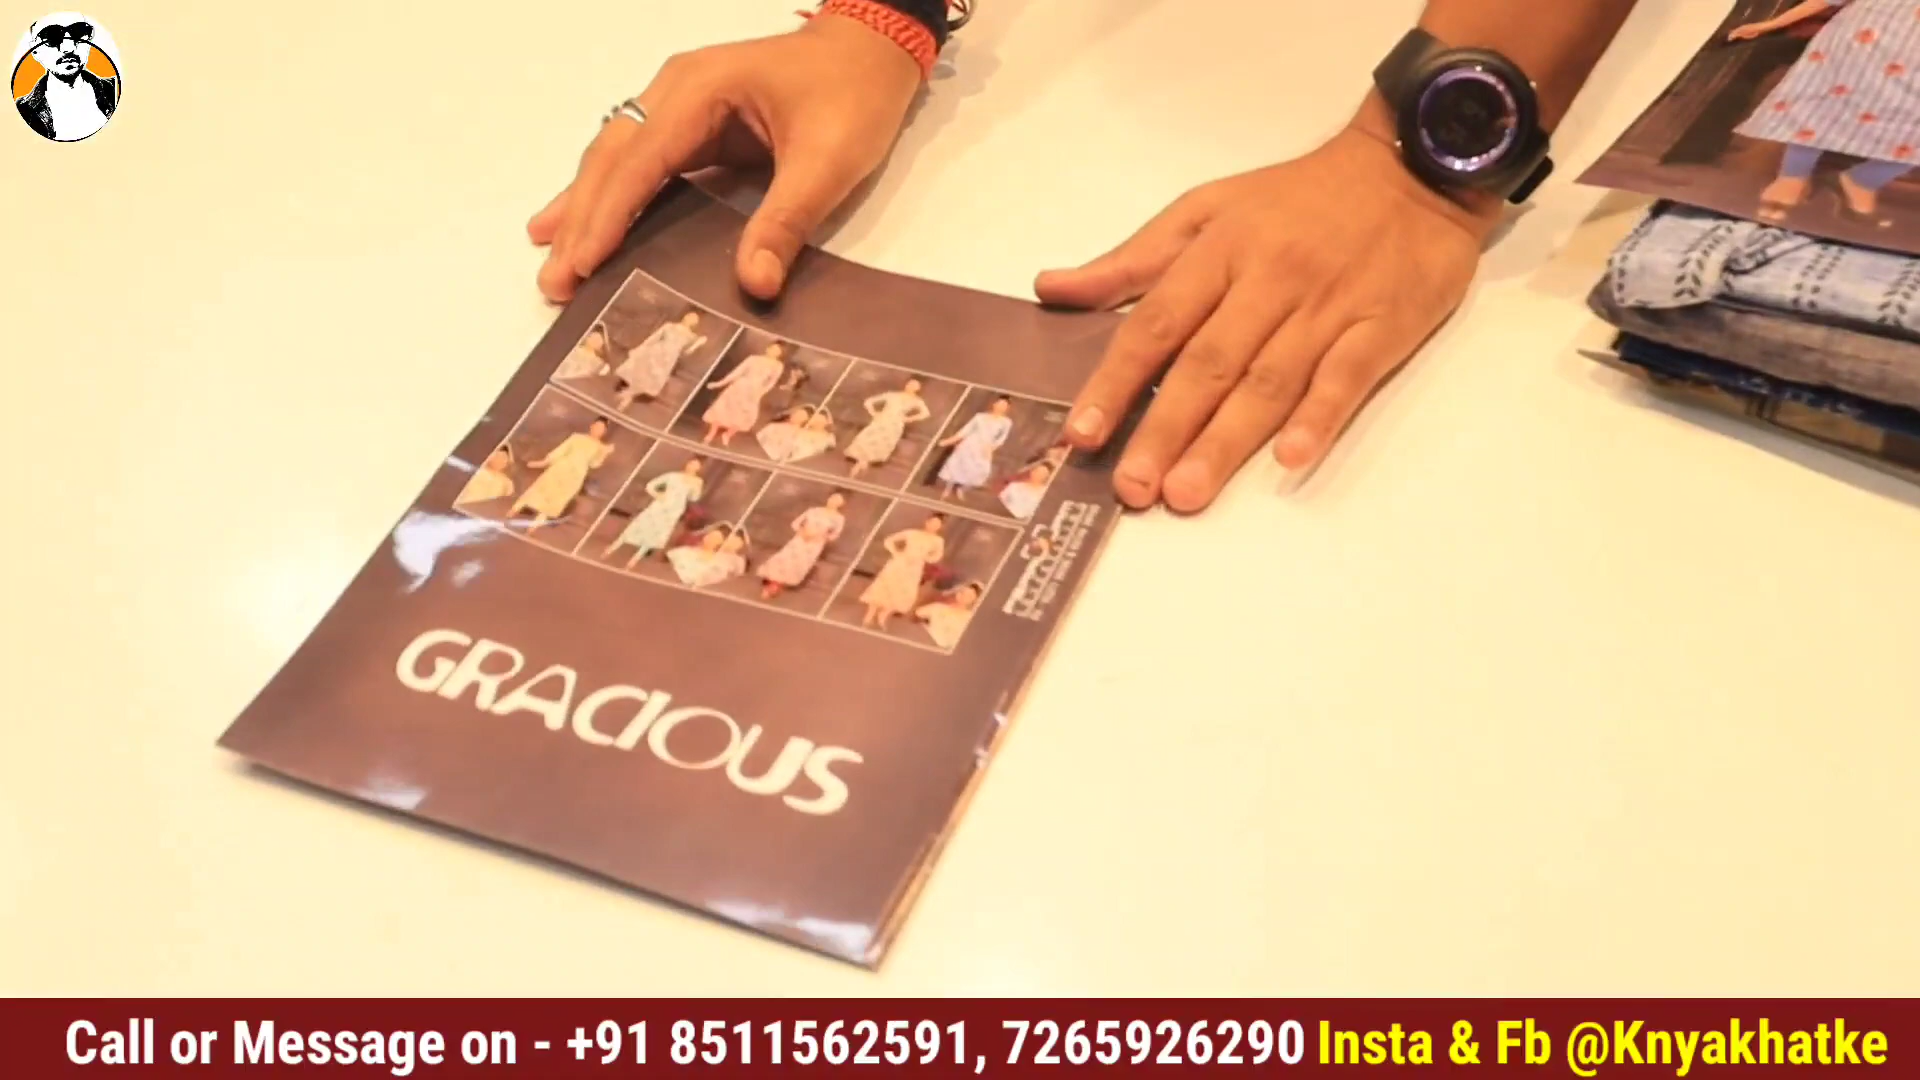 GRACIOUS
Call or Message on - +91 8511562591, 7265926290 Insta & Fb @Knyakhatke